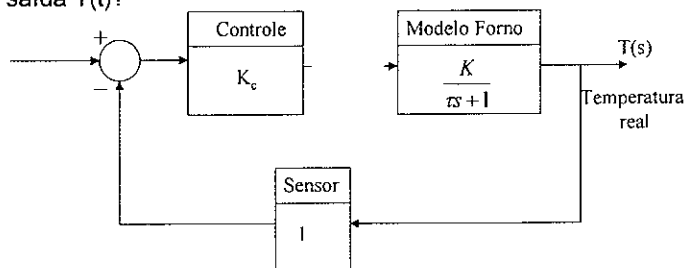 saída T(t)?
+
Controle
Modelo Forno
T(s)
−
K_c
K
τs+1
Temperatura
real
Sensor
1